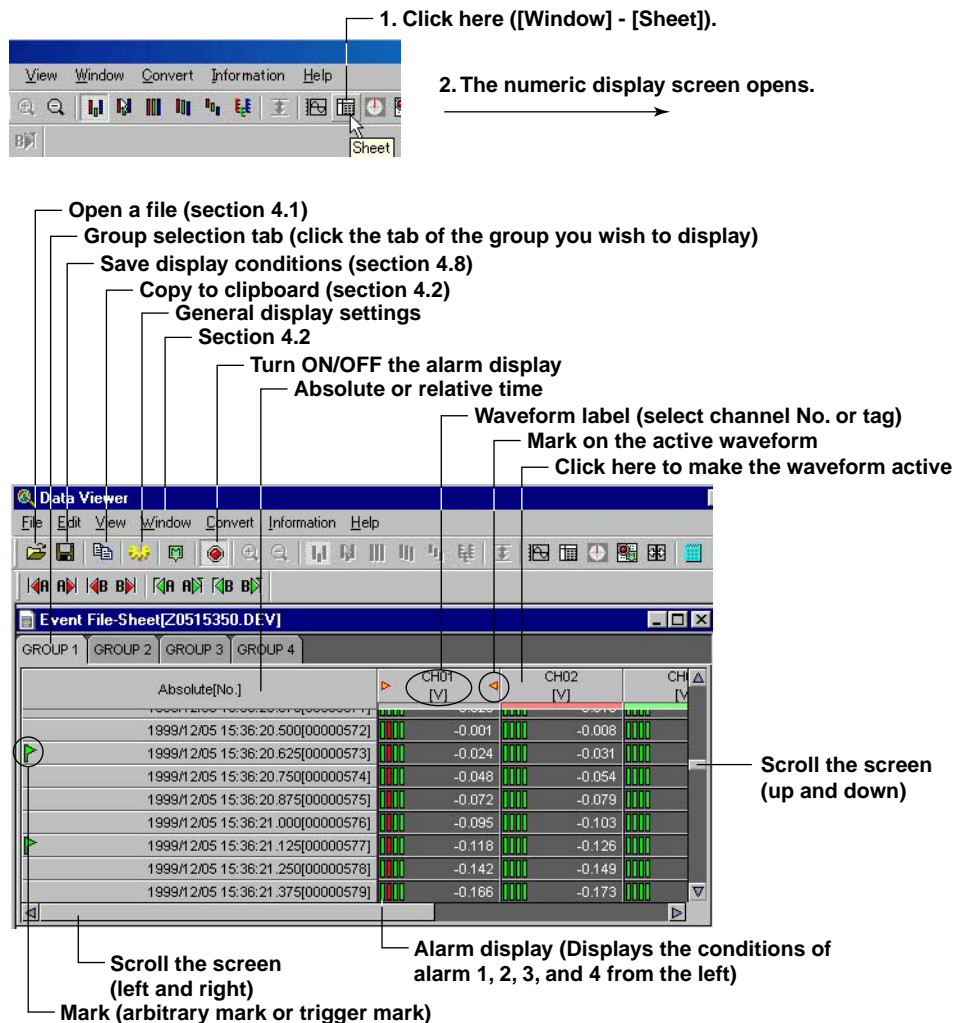 1. Click here ([Window] - [Sheet]).
View Window Convert Information Help
2. The numeric display screen opens.
B
Sheet
Open a file (section 4.1)
Group selection tab (click the tab of the group you wish to display)
Save display conditions (section 4.8)
Copy to clipboard (section 4.2)
General display settings
Section 4.2
Turn ON/OFF the alarm display
Absolute or relative time
Waveform label (select channel No. or tag)
Mark on the active waveform
Click here to make the waveform active
Data Viewer
File Edit View Window Convert Information Help
A A B B A A B B
Event File-Sheet[Z0515350.DEV]
GROUP 1 GROUP 2 GROUP 3 GROUP 4
Absolute[No.] CH01 [V] CH02 [V]
1999/12/05 15:36:20.500[00000572] -0.001 -0.008
1999/12/05 15:36:20.625[00000573] -0.024 -0.031
1999/12/05 15:36:20.750[00000574] -0.048 -0.054
1999/12/05 15:36:20.875[00000575] -0.072 -0.079
1999/12/05 15:36:21.000[00000576] -0.095 -0.103
1999/12/05 15:36:21.125[00000577] -0.118 -0.126
1999/12/05 15:36:21.250[00000578] -0.142 -0.149
1999/12/05 15:36:21.375[00000579] -0.166 -0.173
Scroll the screen
(up and down)
Alarm display (Displays the conditions of
alarm 1, 2, 3, and 4 from the left)
Scroll the screen
(left and right)
Mark (arbitrary mark or trigger mark)